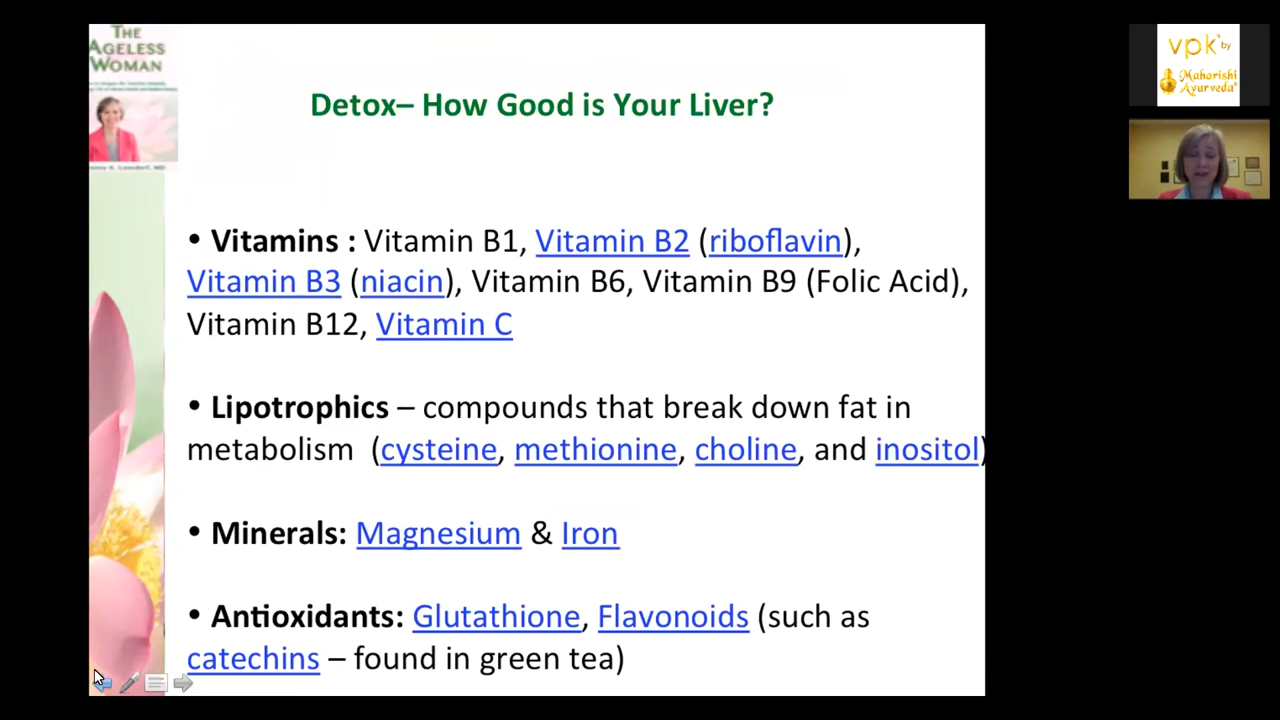 THE
AGELESS
WOMAN
Detox– How Good is Your Liver?
• Vitamins : Vitamin B1, Vitamin B2 (riboflavin),
Vitamin B3 (niacin), Vitamin B6, Vitamin B9 (Folic Acid),
Vitamin B12, Vitamin C
• Lipotrophics – compounds that break down fat in
metabolism (cysteine, methionine, choline, and inositol)
• Minerals: Magnesium & Iron
• Antioxidants: Glutathione, Flavonoids (such as
catechins – found in green tea)
vpk® by
Maharishi
Ayurveda®